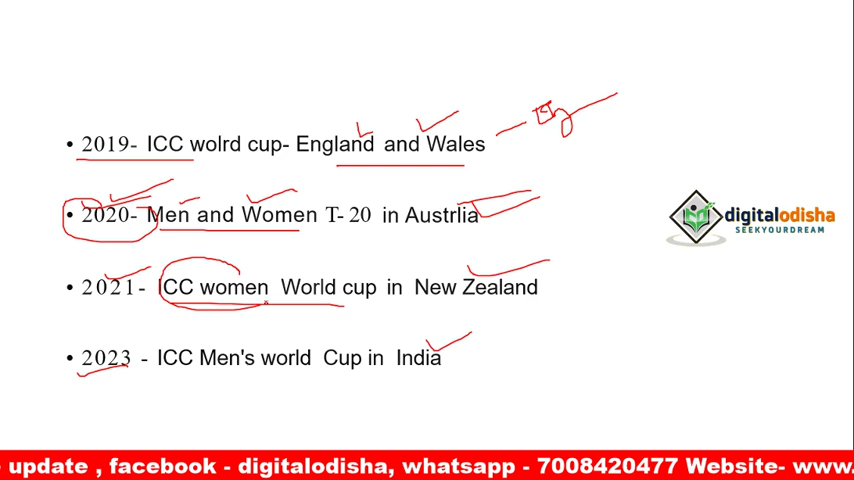 • 2019- ICC wolrd cup- England and Wales
• 2020- Men and Women T-20 in Austrlia
• 2021- ICC women World cup in New Zealand
• 2023 - ICC Men's world Cup in India
digitalodisha
SEEKYOURDREAM
update , facebook - digitalodisha, whatsapp - 7008420477 Website- www.